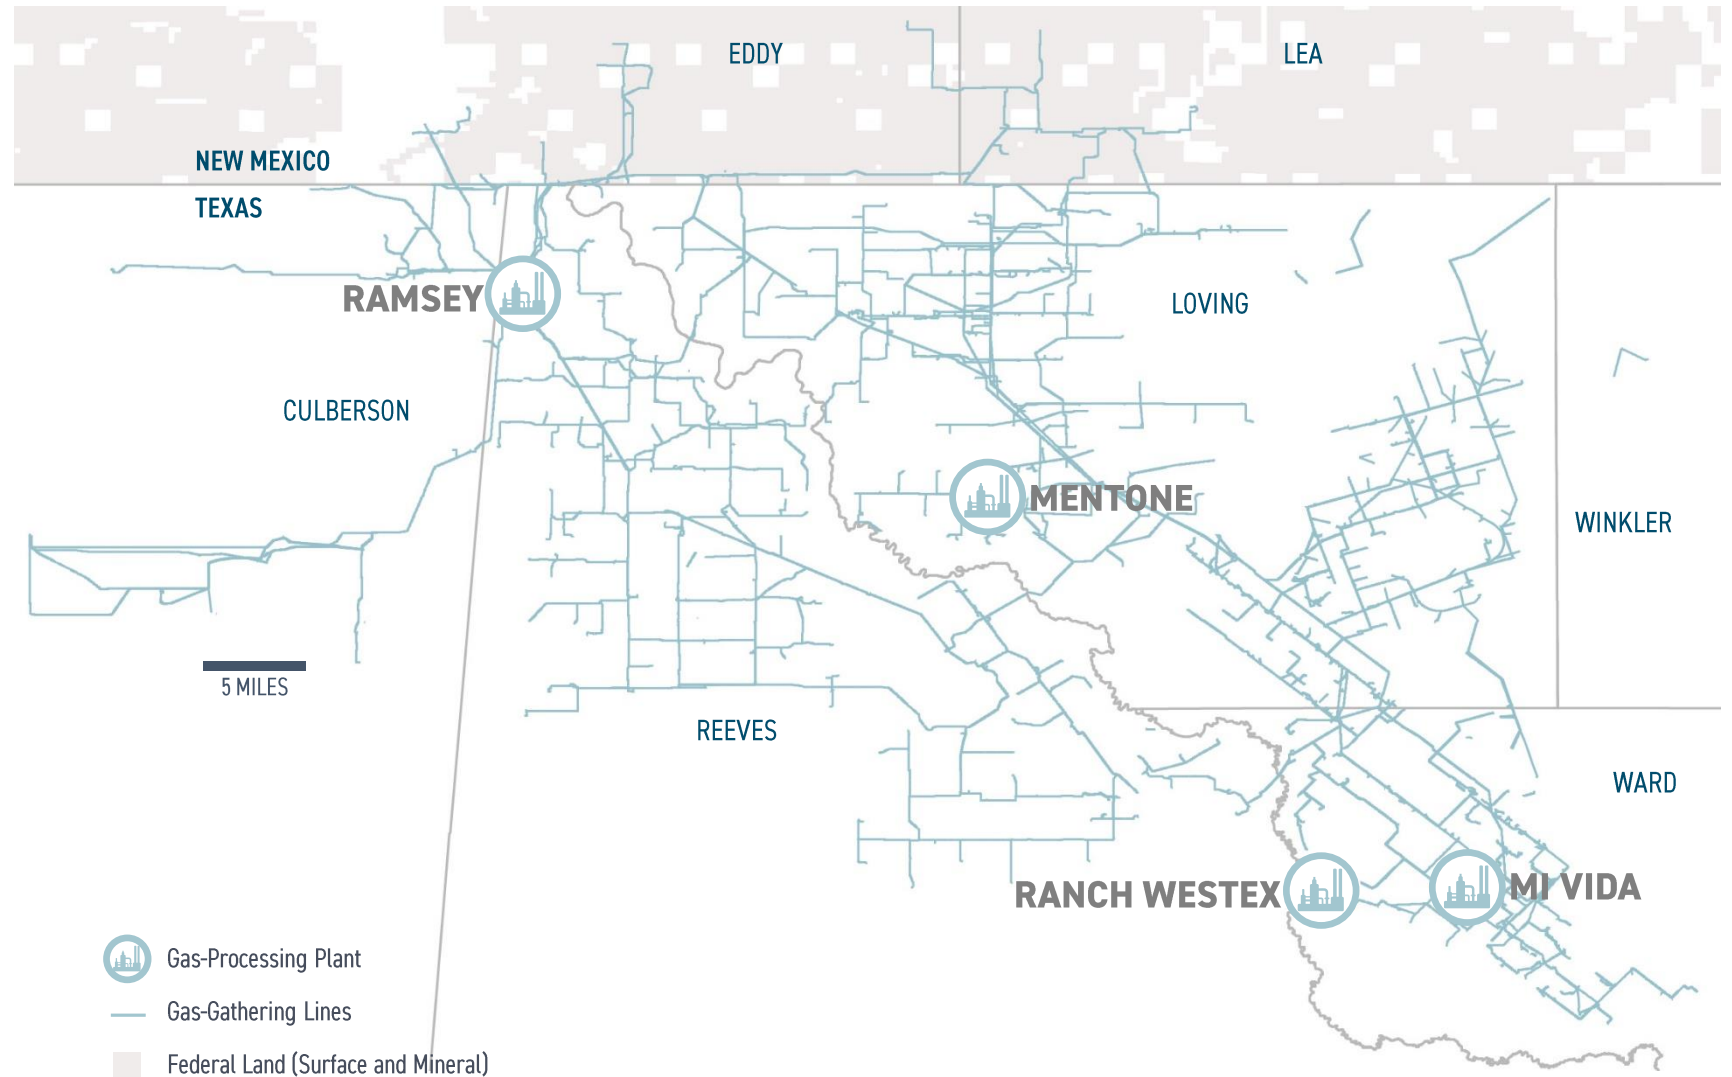 EDDY
LEA
NEW MEXICO
TEXAS
RAMSEY
LOVING
CULBERSON
MENTONE
WINKLER
5 MILES
REEVES
WARD
RANCH WESTEX
MI VIDA
Gas-Processing Plant
Gas-Gathering Lines
Federal Land (Surface and Mineral)